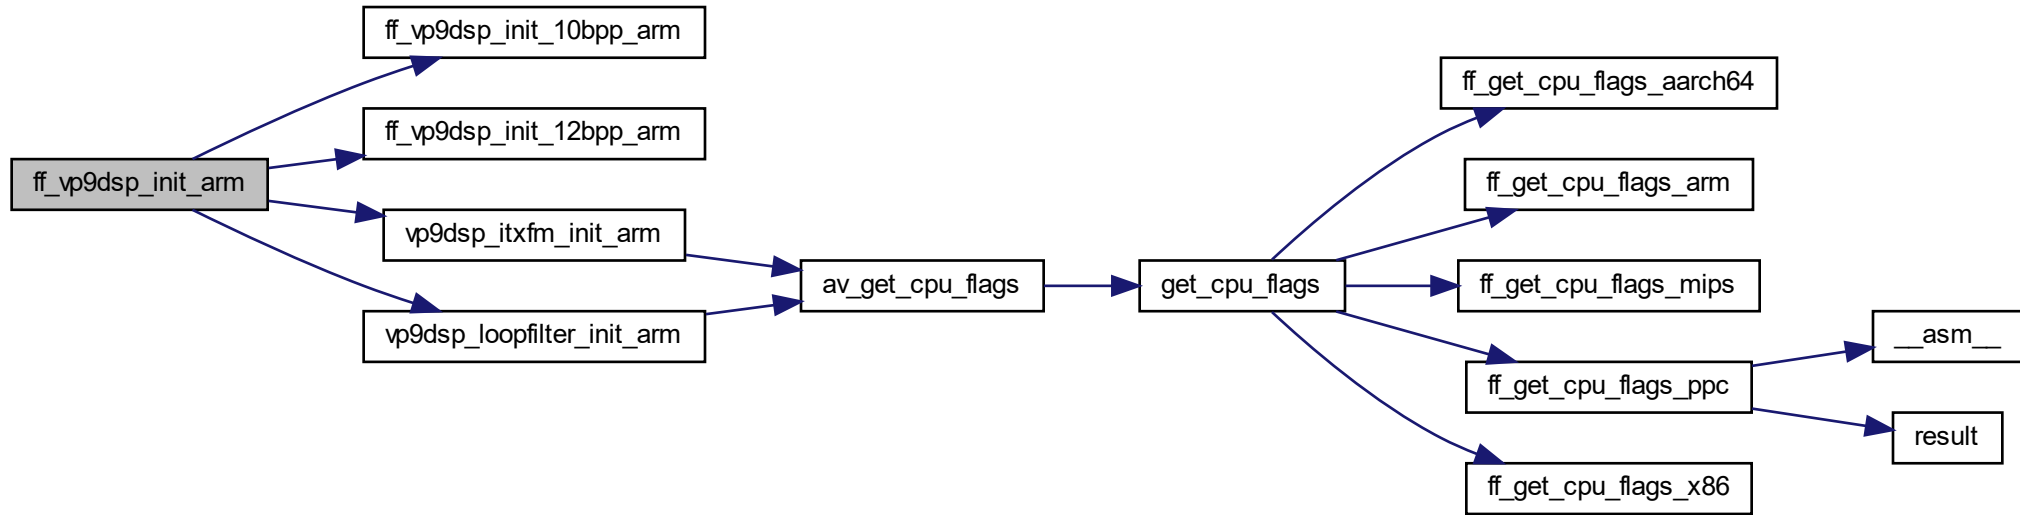 ff_vp9dsp_init_arm
ff_vp9dsp_init_10bpp_arm
ff_vp9dsp_init_12bpp_arm
vp9dsp_itxfm_init_arm
vp9dsp_loopfilter_init_arm
av_get_cpu_flags
get_cpu_flags
ff_get_cpu_flags_aarch64
ff_get_cpu_flags_arm
ff_get_cpu_flags_mips
ff_get_cpu_flags_ppc
ff_get_cpu_flags_x86
__asm__
result